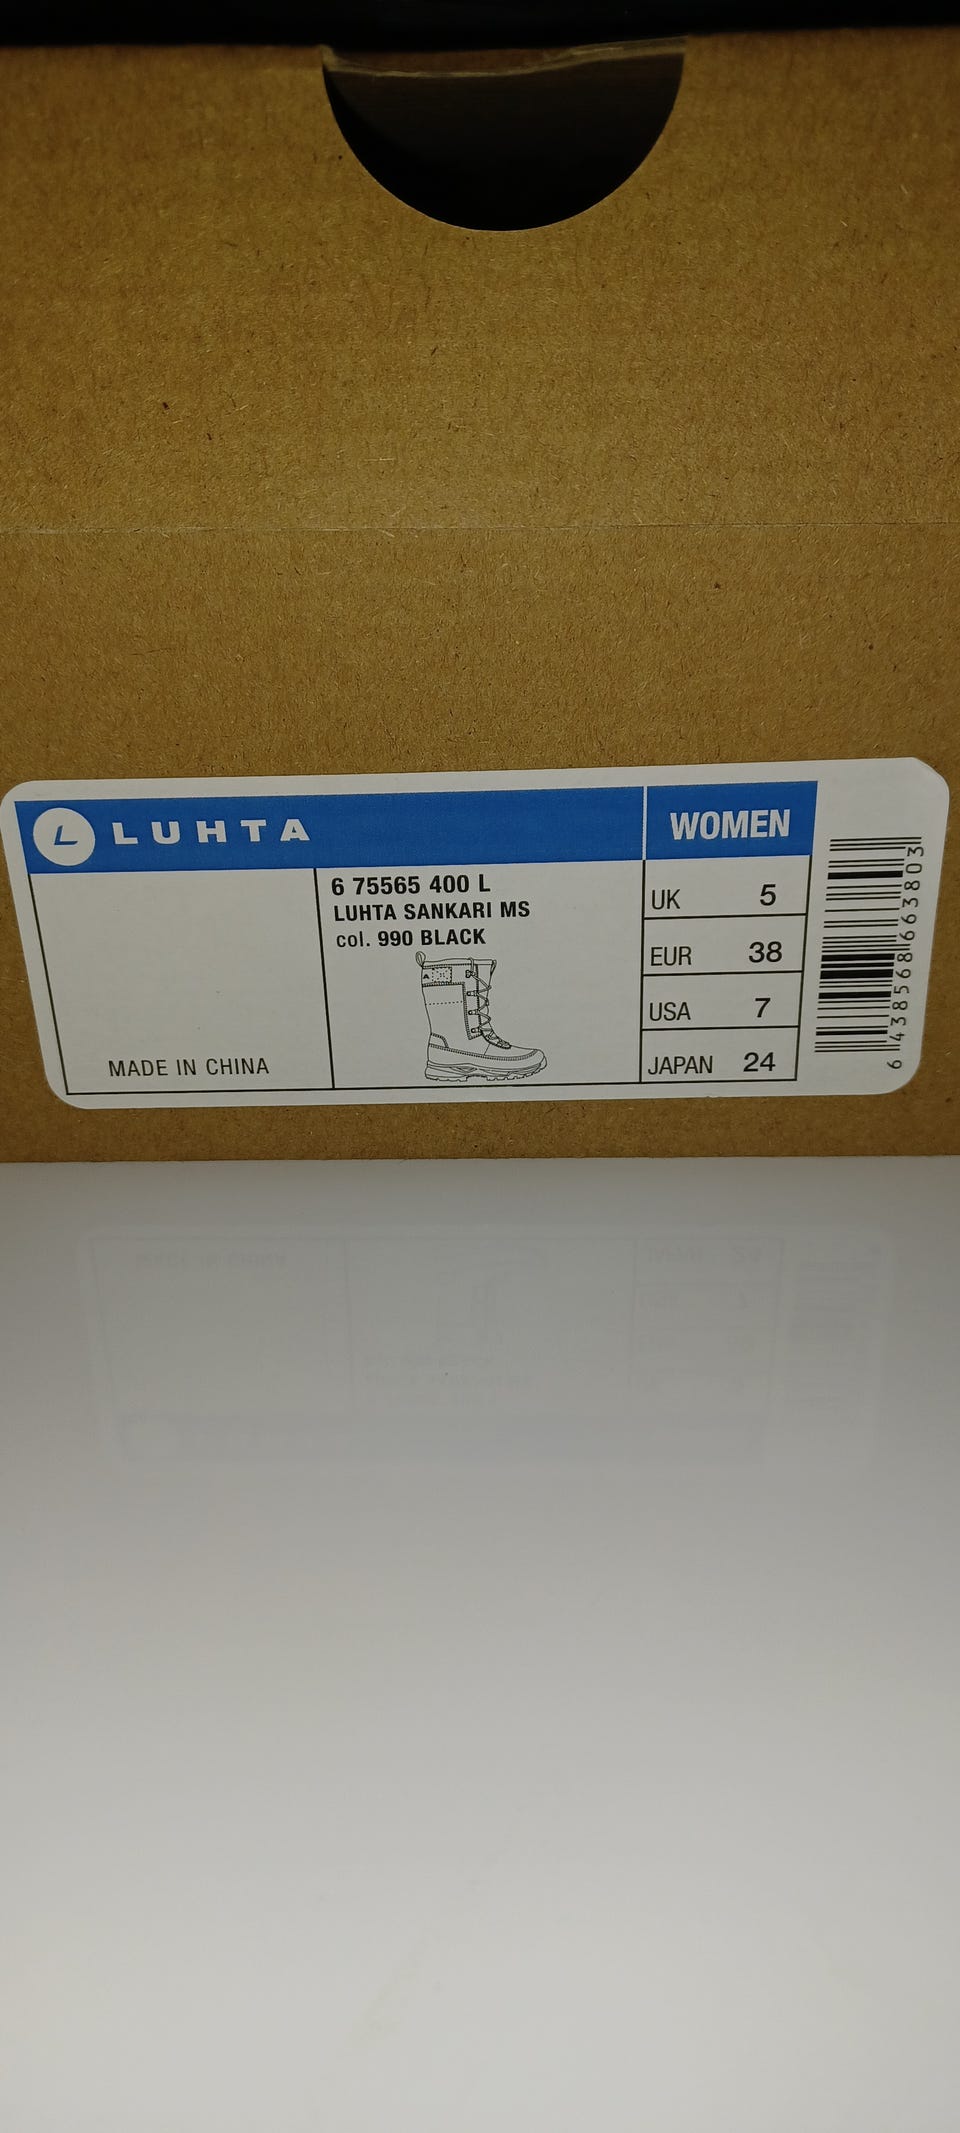 L LUHTA
WOMEN
6 75565 400 L
LUHTA SANKARI MS
col. 990 BLACK
MADE IN CHINA
UK 5
EUR 38
USA 7
JAPAN 24
6 438568 663803